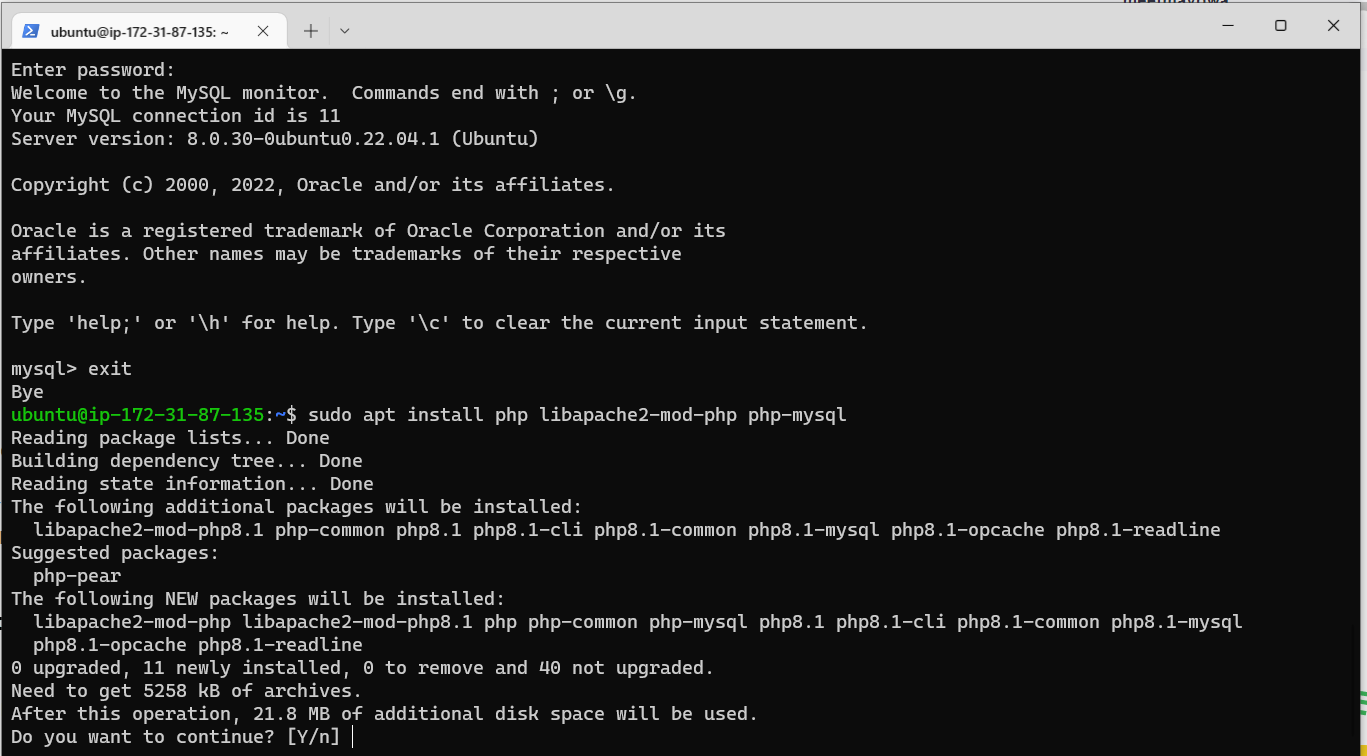 ubuntu@ip-172-31-87-135: ~
Enter password:
Welcome to the MySQL monitor.  Commands end with ; or \g.
Your MySQL connection id is 11
Server version: 8.0.30-0ubuntu0.22.04.1 (Ubuntu)
Copyright (c) 2000, 2022, Oracle and/or its affiliates.
Oracle is a registered trademark of Oracle Corporation and/or its
affiliates. Other names may be trademarks of their respective
owners.
Type 'help;' or '\h' for help. Type '\c' to clear the current input statement.
mysql> exit
Bye
ubuntu@ip-172-31-87-135:~$ sudo apt install php libapache2-mod-php php-mysql
Reading package lists... Done
Building dependency tree... Done
Reading state information... Done
The following additional packages will be installed:
  libapache2-mod-php8.1 php-common php8.1 php8.1-cli php8.1-common php8.1-mysql php8.1-opcache php8.1-readline
Suggested packages:
  php-pear
The following NEW packages will be installed:
  libapache2-mod-php libapache2-mod-php8.1 php php-common php-mysql php8.1 php8.1-cli php8.1-common php8.1-mysql
  php8.1-opcache php8.1-readline
0 upgraded, 11 newly installed, 0 to remove and 40 not upgraded.
Need to get 5258 kB of archives.
After this operation, 21.8 MB of additional disk space will be used.
Do you want to continue? [Y/n]